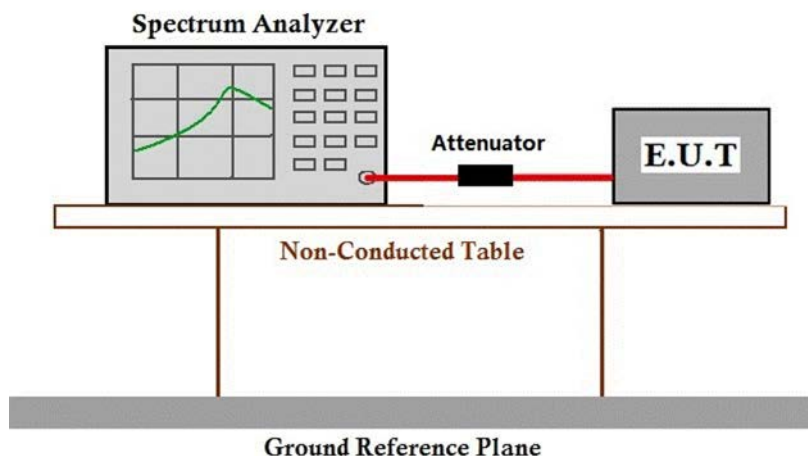 Spectrum Analyzer
Attenuator
E.U.T
Non-Conducted Table
Ground Reference Plane